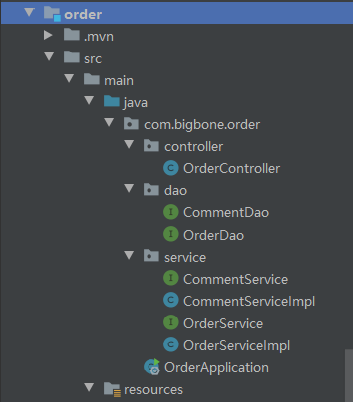 order
.mvn
src
main
java
com.bigbone.order
controller
C OrderController
dao
I CommentDao
I OrderDao
service
I CommentService
C CommentServiceImpl
I OrderService
C OrderServiceImpl
OrderApplication
resources